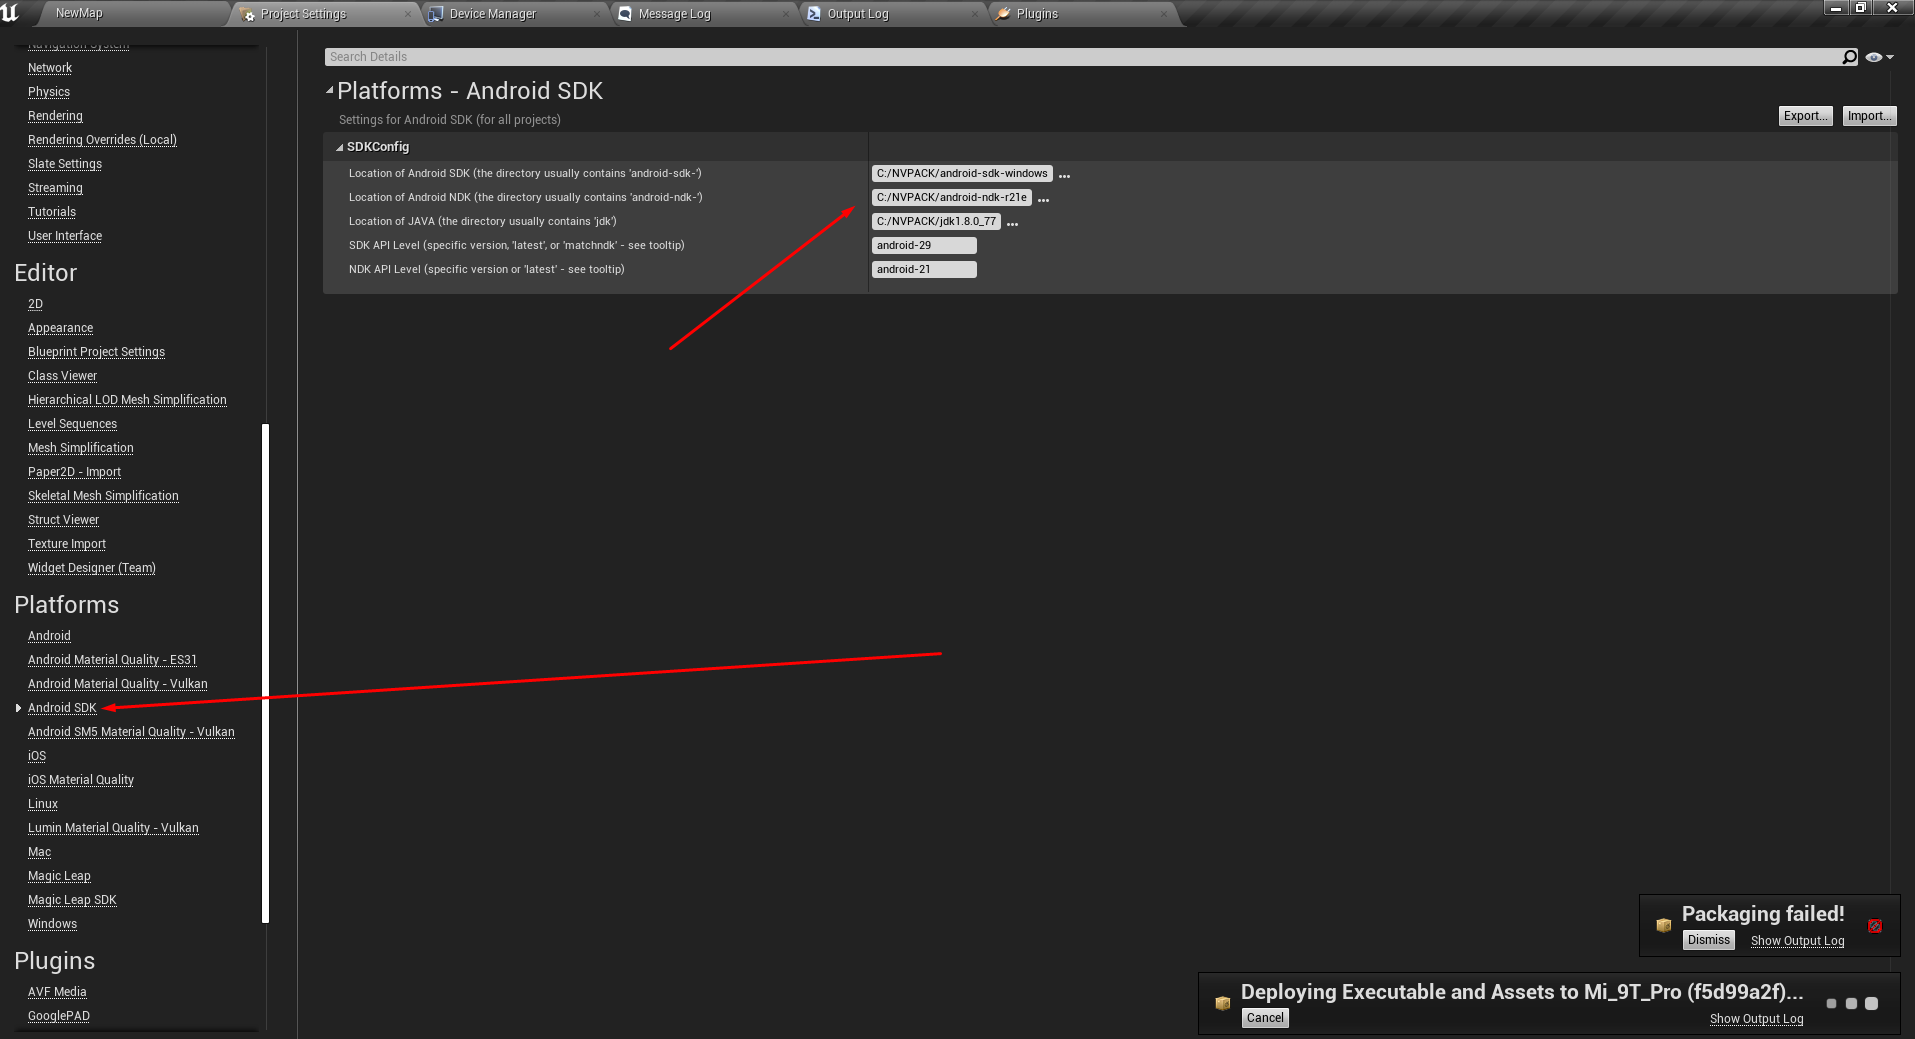 NewMap
Project Settings
Device Manager
Message Log
Output Log
Plugins
Navigation System
Network
Physics
Rendering
Rendering Overrides (Local)
Slate Settings
Streaming
Tutorials
User Interface
Editor
2D
Appearance
Blueprint Project Settings
Class Viewer
Hierarchical LOD Mesh Simplification
Level Sequences
Mesh Simplification
Paper2D - Import
Skeletal Mesh Simplification
Struct Viewer
Texture Import
Widget Designer (Team)
Platforms
Android
Android Material Quality - ES31
Android Material Quality - Vulkan
Android SDK
Android SM5 Material Quality - Vulkan
iOS
iOS Material Quality
Linux
Lumin Material Quality - Vulkan
Mac
Magic Leap
Magic Leap SDK
Windows
Plugins
AVF Media
GooglePAD
Search Details
Platforms - Android SDK
Settings for Android SDK (for all projects)
Export...
Import...
SDKConfig
Location of Android SDK (the directory usually contains 'android-sdk-') C:/NVPACK/android-sdk-windows ...
Location of Android NDK (the directory usually contains 'android-ndk-') C:/NVPACK/android-ndk-r21e ...
Location of JAVA (the directory usually contains 'jdk') C:/NVPACK/jdk1.8.0_77 ...
SDK API Level (specific version, 'latest', or 'matchndk' - see tooltip) android-29
NDK API Level (specific version or 'latest' - see tooltip) android-21
Packaging failed!
Dismiss
Show Output Log
Deploying Executable and Assets to Mi_9T_Pro (f5d99a2f)...
Cancel
Show Output Log